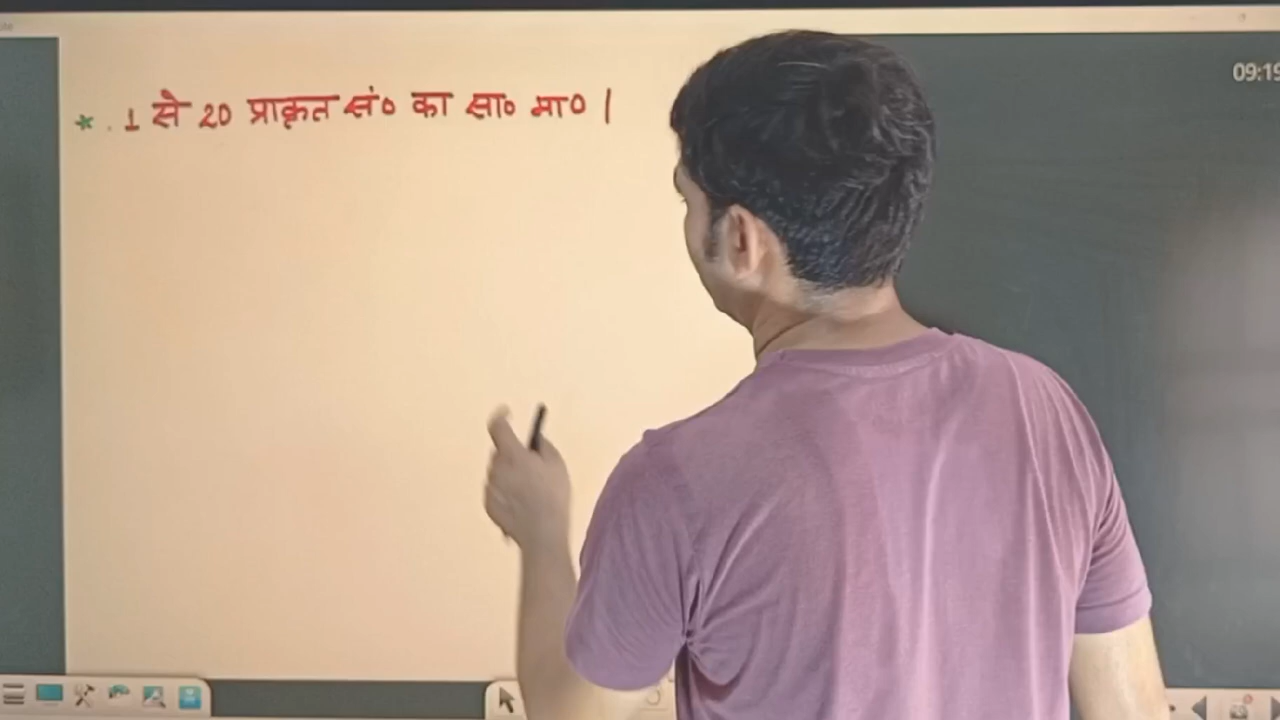 * . 1 से 20 प्राकृत सं० का सा० मा० |
09:19